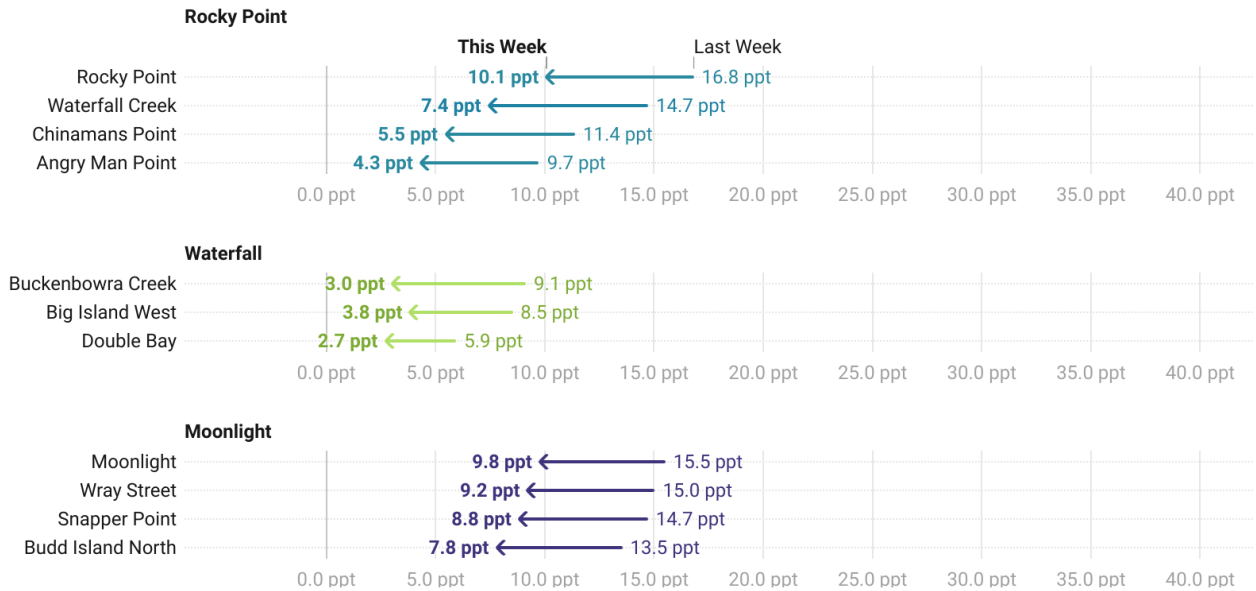 Rocky Point
This Week Last Week
Rocky Point 10.1 ppt 16.8 ppt
Waterfall Creek 7.4 ppt 14.7 ppt
Chinamans Point 5.5 ppt 11.4 ppt
Angry Man Point 4.3 ppt 9.7 ppt
0.0 ppt 5.0 ppt 10.0 ppt 15.0 ppt 20.0 ppt 25.0 ppt 30.0 ppt 35.0 ppt 40.0 ppt
Waterfall
Buckenbowra Creek 3.0 ppt 9.1 ppt
Big Island West 3.8 ppt 8.5 ppt
Double Bay 2.7 ppt 5.9 ppt
0.0 ppt 5.0 ppt 10.0 ppt 15.0 ppt 20.0 ppt 25.0 ppt 30.0 ppt 35.0 ppt 40.0 ppt
Moonlight
Moonlight 9.8 ppt 15.5 ppt
Wray Street 9.2 ppt 15.0 ppt
Snapper Point 8.8 ppt 14.7 ppt
Budd Island North 7.8 ppt 13.5 ppt
0.0 ppt 5.0 ppt 10.0 ppt 15.0 ppt 20.0 ppt 25.0 ppt 30.0 ppt 35.0 ppt 40.0 ppt